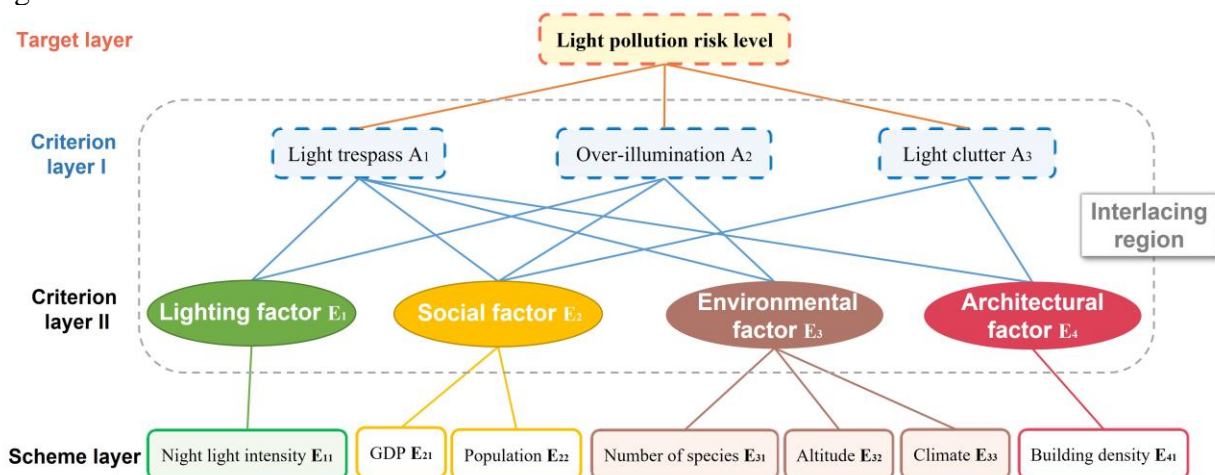 Target layer
Light pollution risk level
Criterion
layer I
Light trespass A1
Over-illumination A2
Light clutter A3
Interlacing
region
Criterion
layer II
Lighting factor E1
Social factor E2
Environmental
factor E3
Architectural
factor E4
Scheme layer
Night light intensity E11
GDP E21
Population E22
Number of species E31
Altitude E32
Climate E33
Building density E41